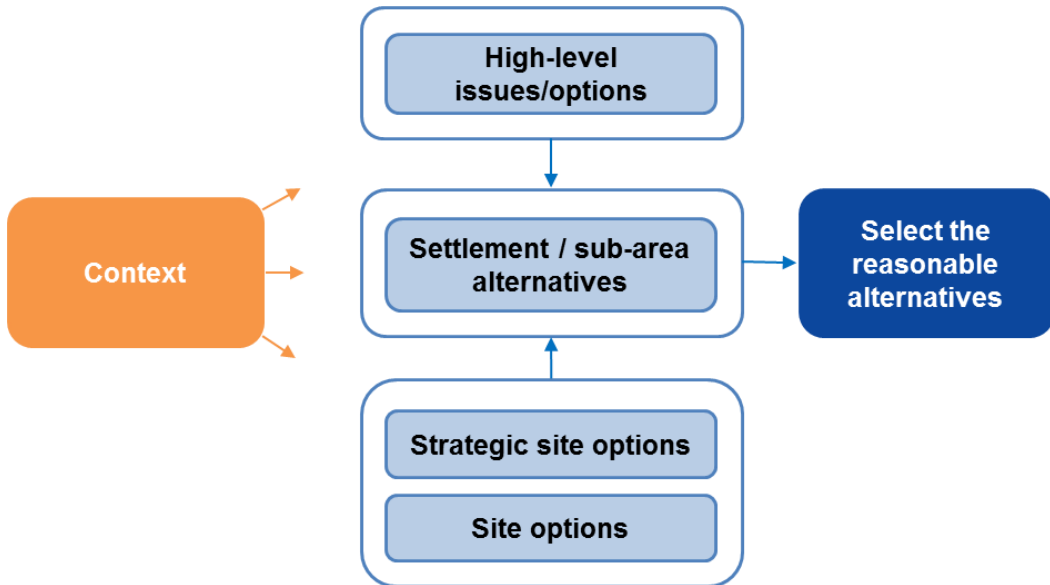 High-level
issues/options
Context
Settlement / sub-area
alternatives
Select the
reasonable
alternatives
Strategic site options
Site options